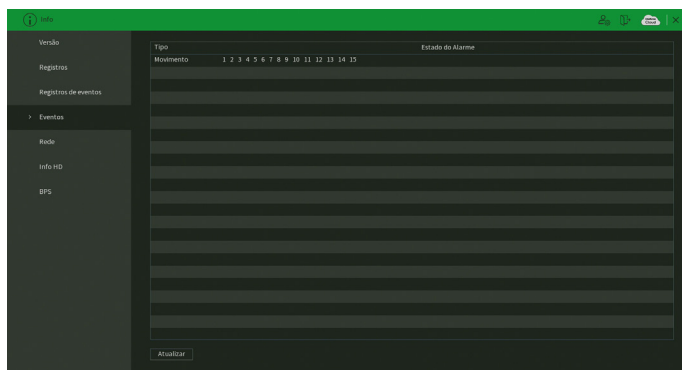 Info
Versão
Registros
Registros de eventos
> Eventos
Rede
Info HD
BPS
Tipo Estado do Alarme
Movimento 1 2 3 4 5 6 7 8 9 10 11 12 13 14 15
Atualizar